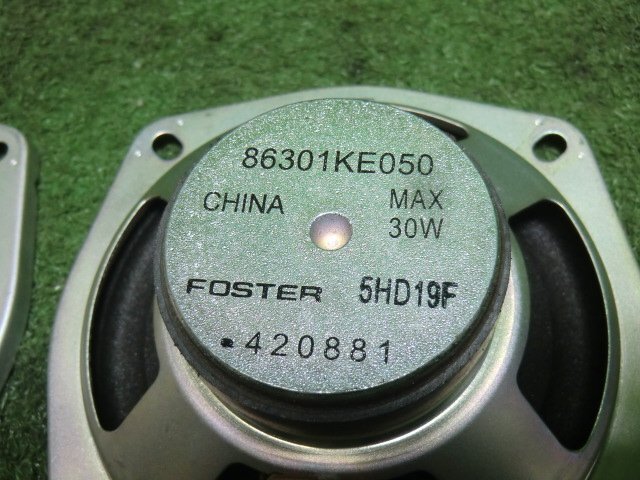 86301KE050
CHINA MAX
30W
FOSTER 5HD19F
•420881